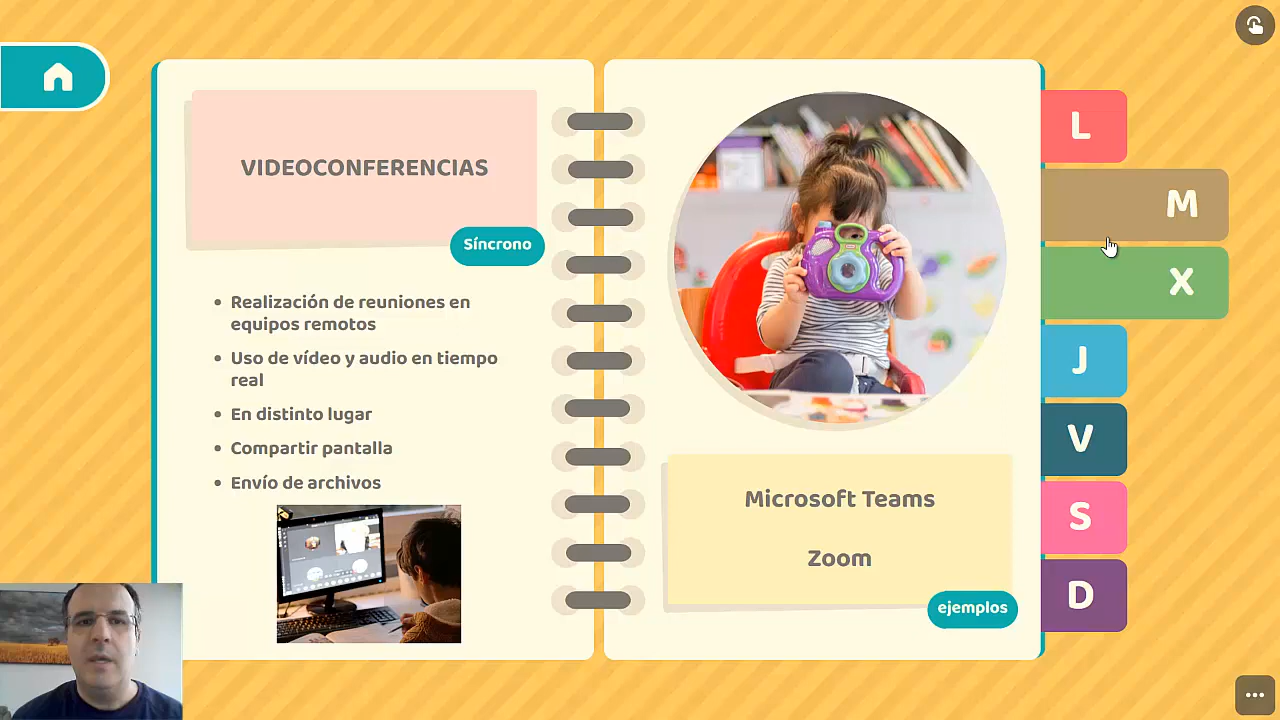 VIDEOCONFERENCIAS
Síncrono
Realización de reuniones en
equipos remotos
Uso de vídeo y audio en tiempo
real
En distinto lugar
Compartir pantalla
Envío de archivos
Microsoft Teams
Zoom
ejemplos
L
M
X
J
V
S
D